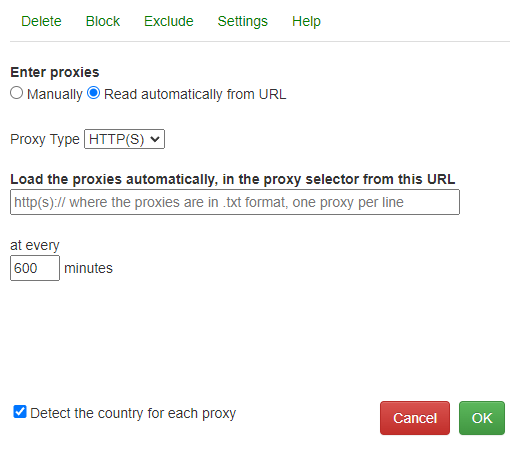 Delete Block Exclude Settings Help
Enter proxies
Manually Read automatically from URL
Proxy Type HTTP(S)
Load the proxies automatically, in the proxy selector from this URL
http(s):// where the proxies are in .txt format, one proxy per line
at every
600 minutes
Detect the country for each proxy Cancel OK